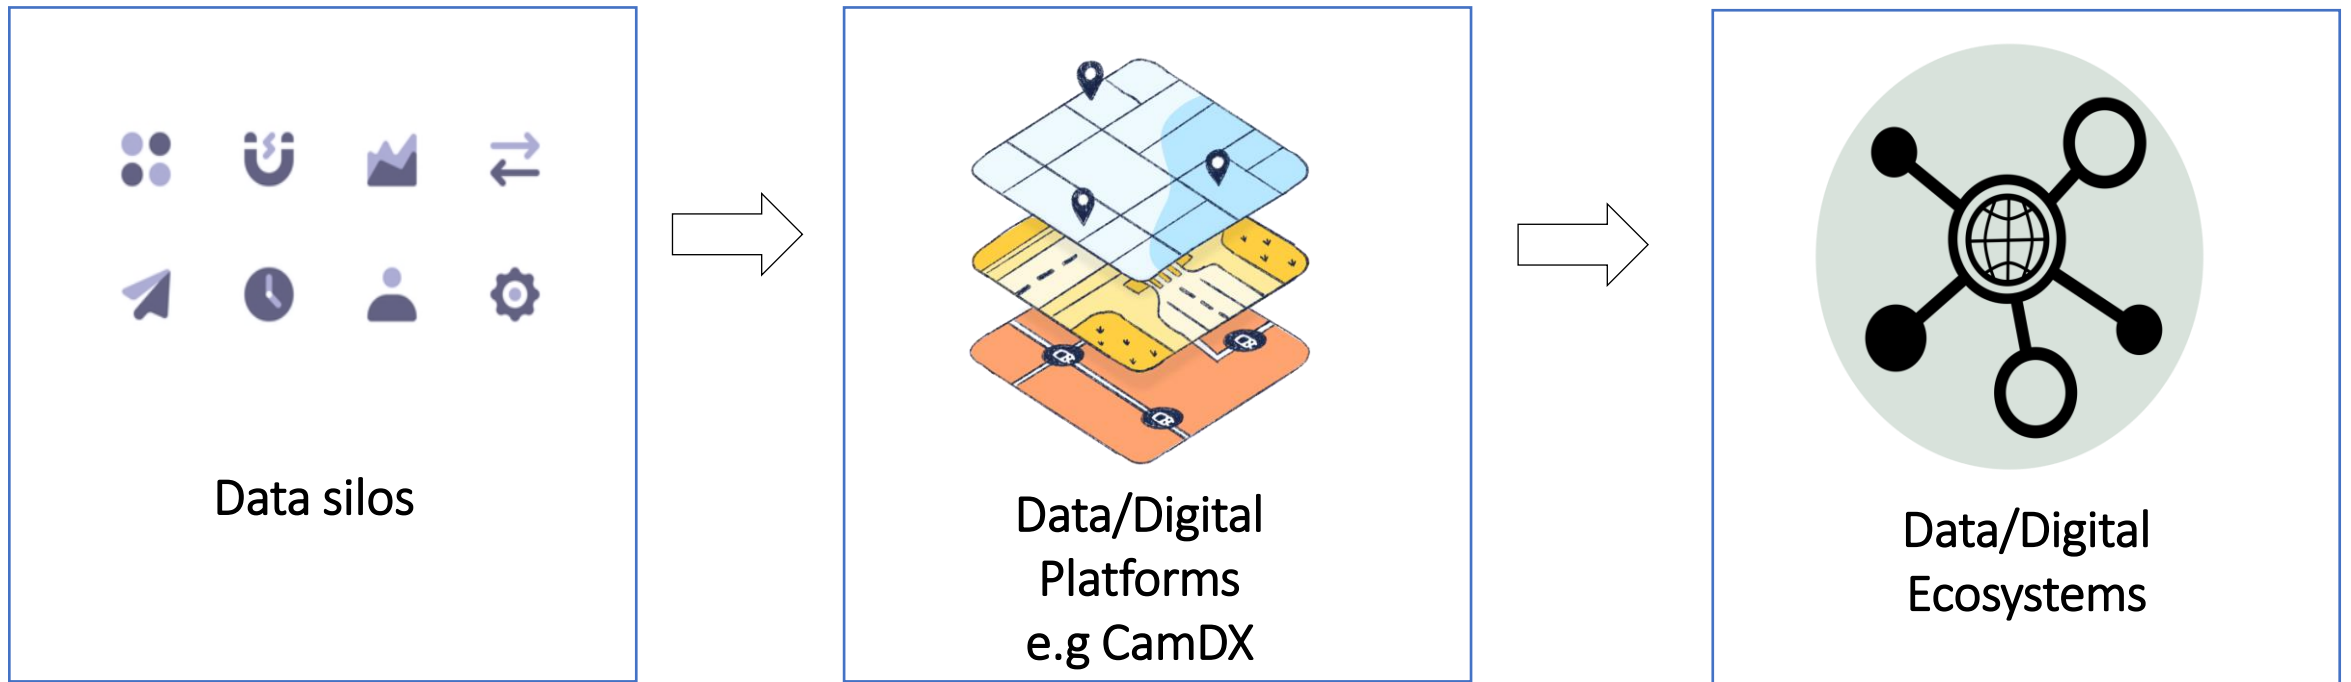 Data silos
Data/Digital
Platforms
e.g CamDX
Data/Digital
Ecosystems